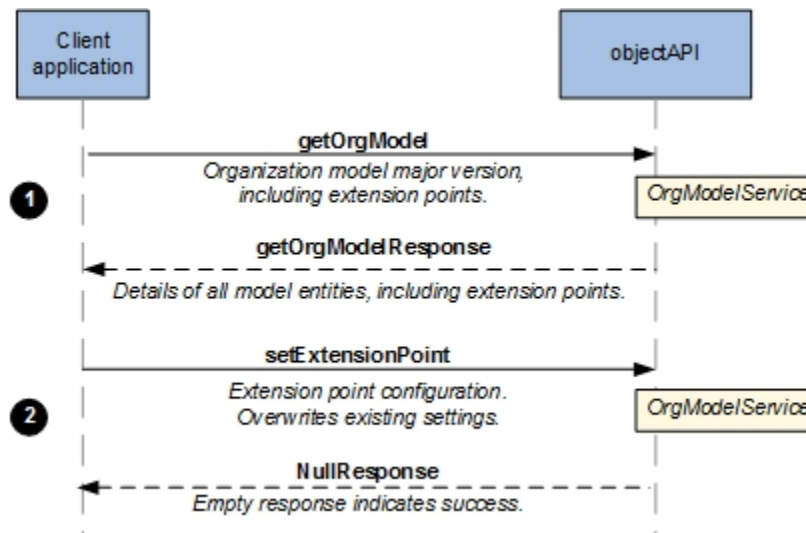 Client
application
objectAPI
getOrgModel
Organization model major version,
including extension points.
1
OrgModelService
getOrgModelResponse
Details of all model entities, including extension points.
setExtensionPoint
Extension point configuration.
Overwrites existing settings.
2
OrgModelService
NullResponse
Empty response indicates success.